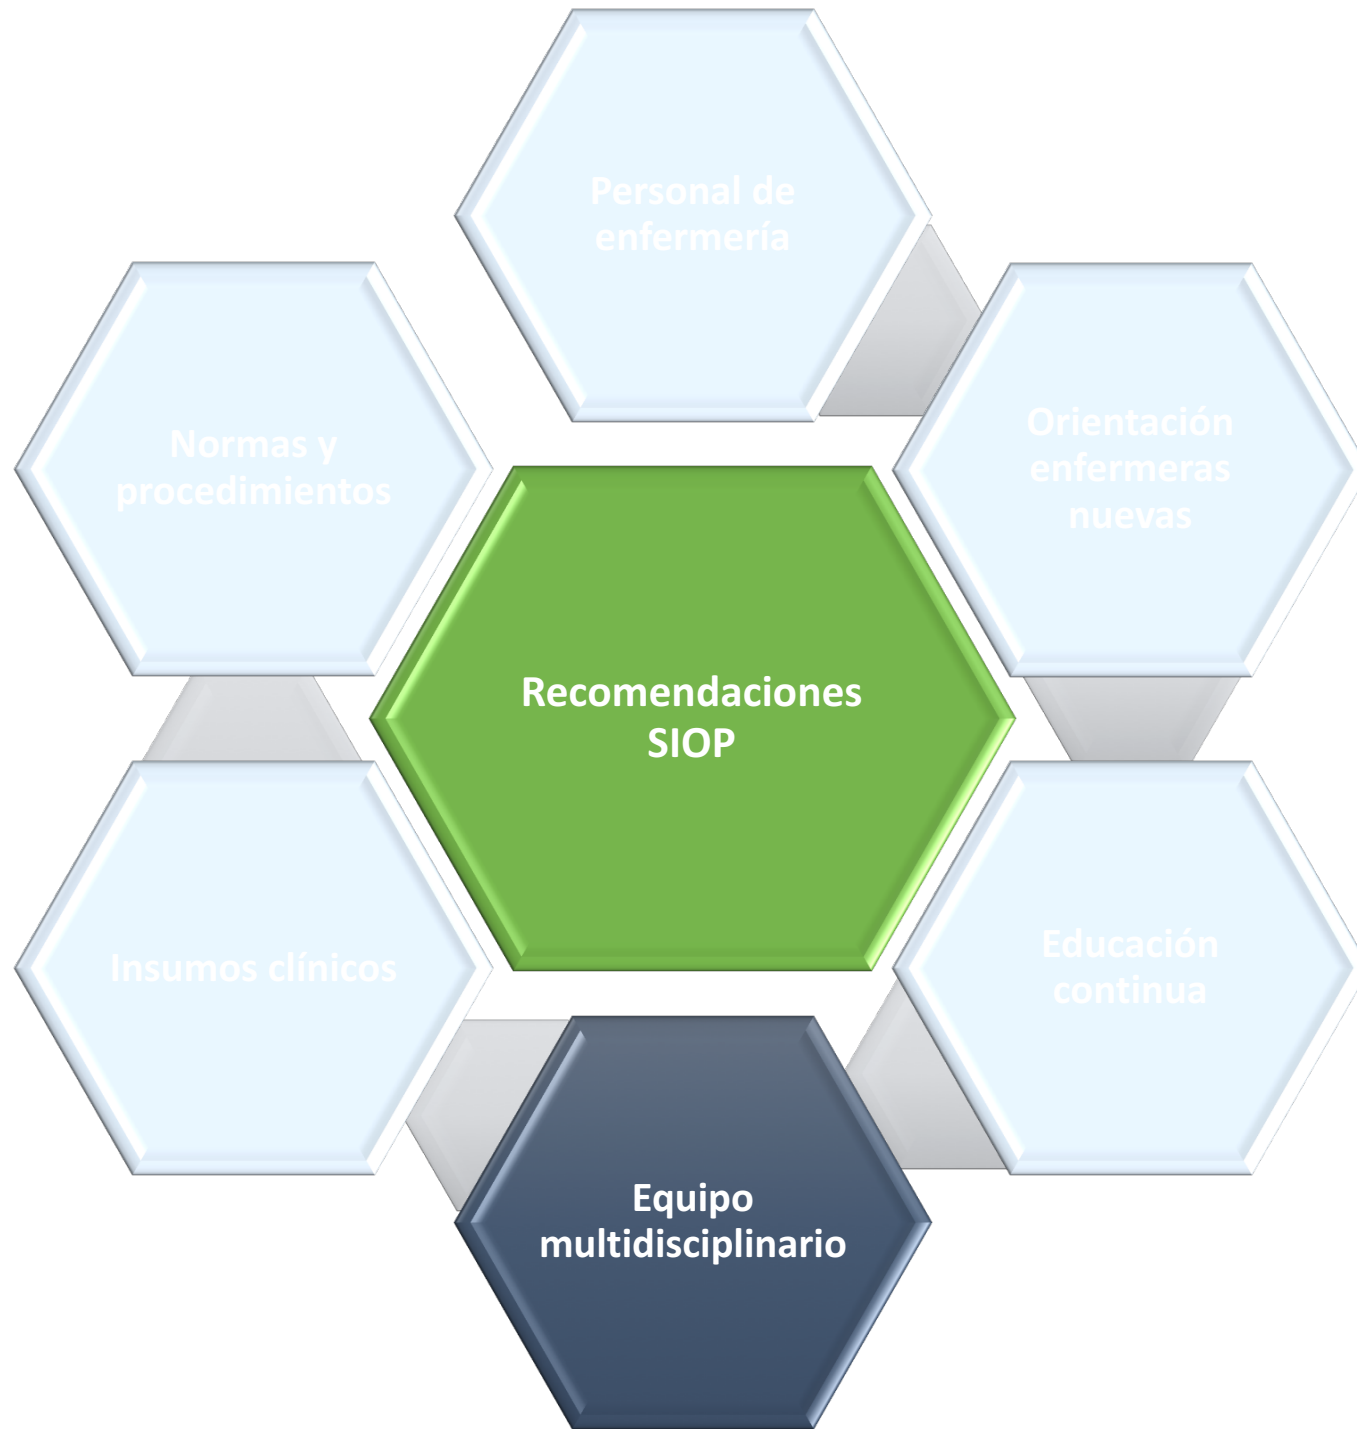 Personal de
enfermería
Orientación
enfermeras
nuevas
Normas y
procedimientos
Recomendaciones
SIOP
Educación
continua
Insumos clínicos
Equipo
multidisciplinario